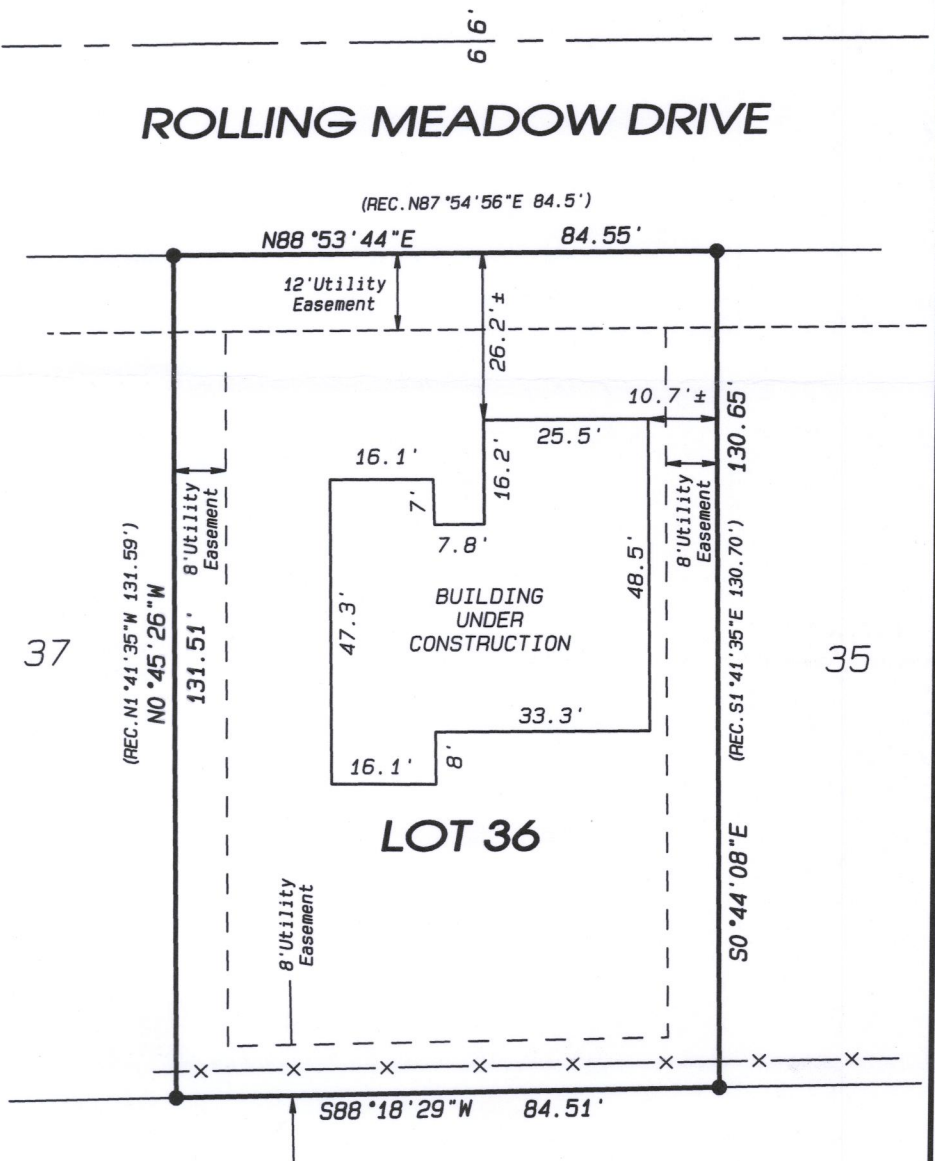 66'
ROLLING MEADOW DRIVE
(REC.N87°54'56"E 84.5')
N88°53'44"E 84.55'
12'Utility
Easement
26.2'±
10.7'±
25.5'
16.2'
16.1'
7'
7.8'
8'Utility
Easement
8'Utility
Easement
130.65'
(REC.S1°41'35"E 130.70')
S0°44'08"E
(REC.N1°41'35"W 131.59')
N0°45'26"W
131.51'
47.3'
48.5'
BUILDING
UNDER
CONSTRUCTION
37
35
33.3'
16.1'
8'
LOT 36
8'Utility
Easement
S88°18'29"W 84.51'